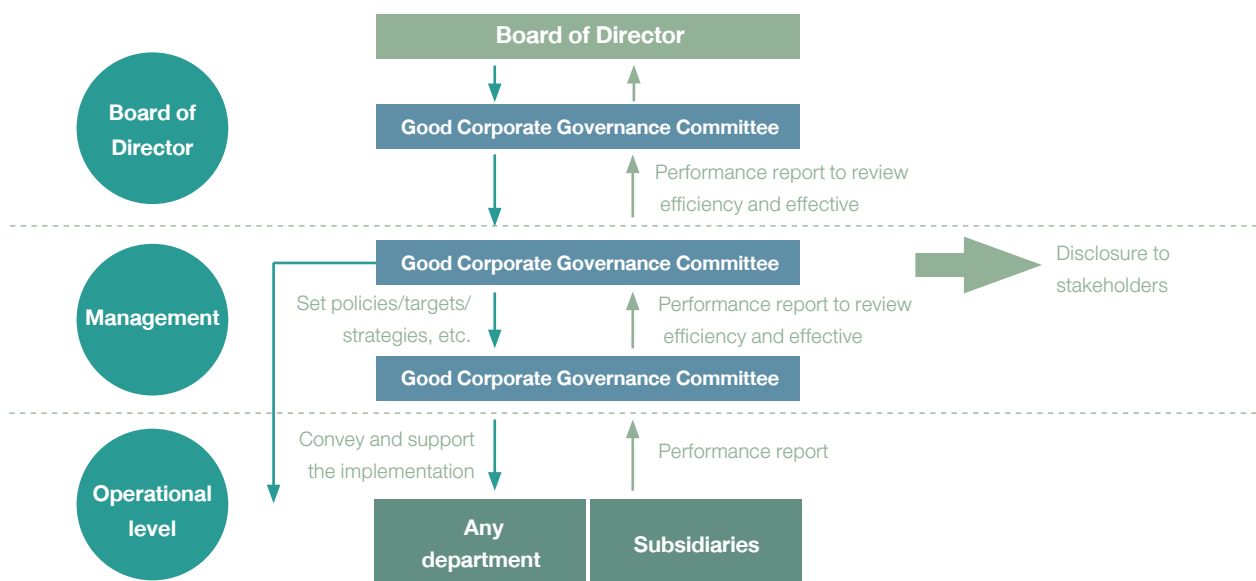 Board of Director
Board of
Director
Good Corporate Governance Committee
Performance report to review
efficiency and effective
Management
Good Corporate Governance Committee
Disclosure to
stakeholders
Set policies/targets/
strategies, etc.
Performance report to review
efficiency and effective
Good Corporate Governance Committee
Operational
level
Convey and support
the implementation
Performance report
Any
department
Subsidiaries